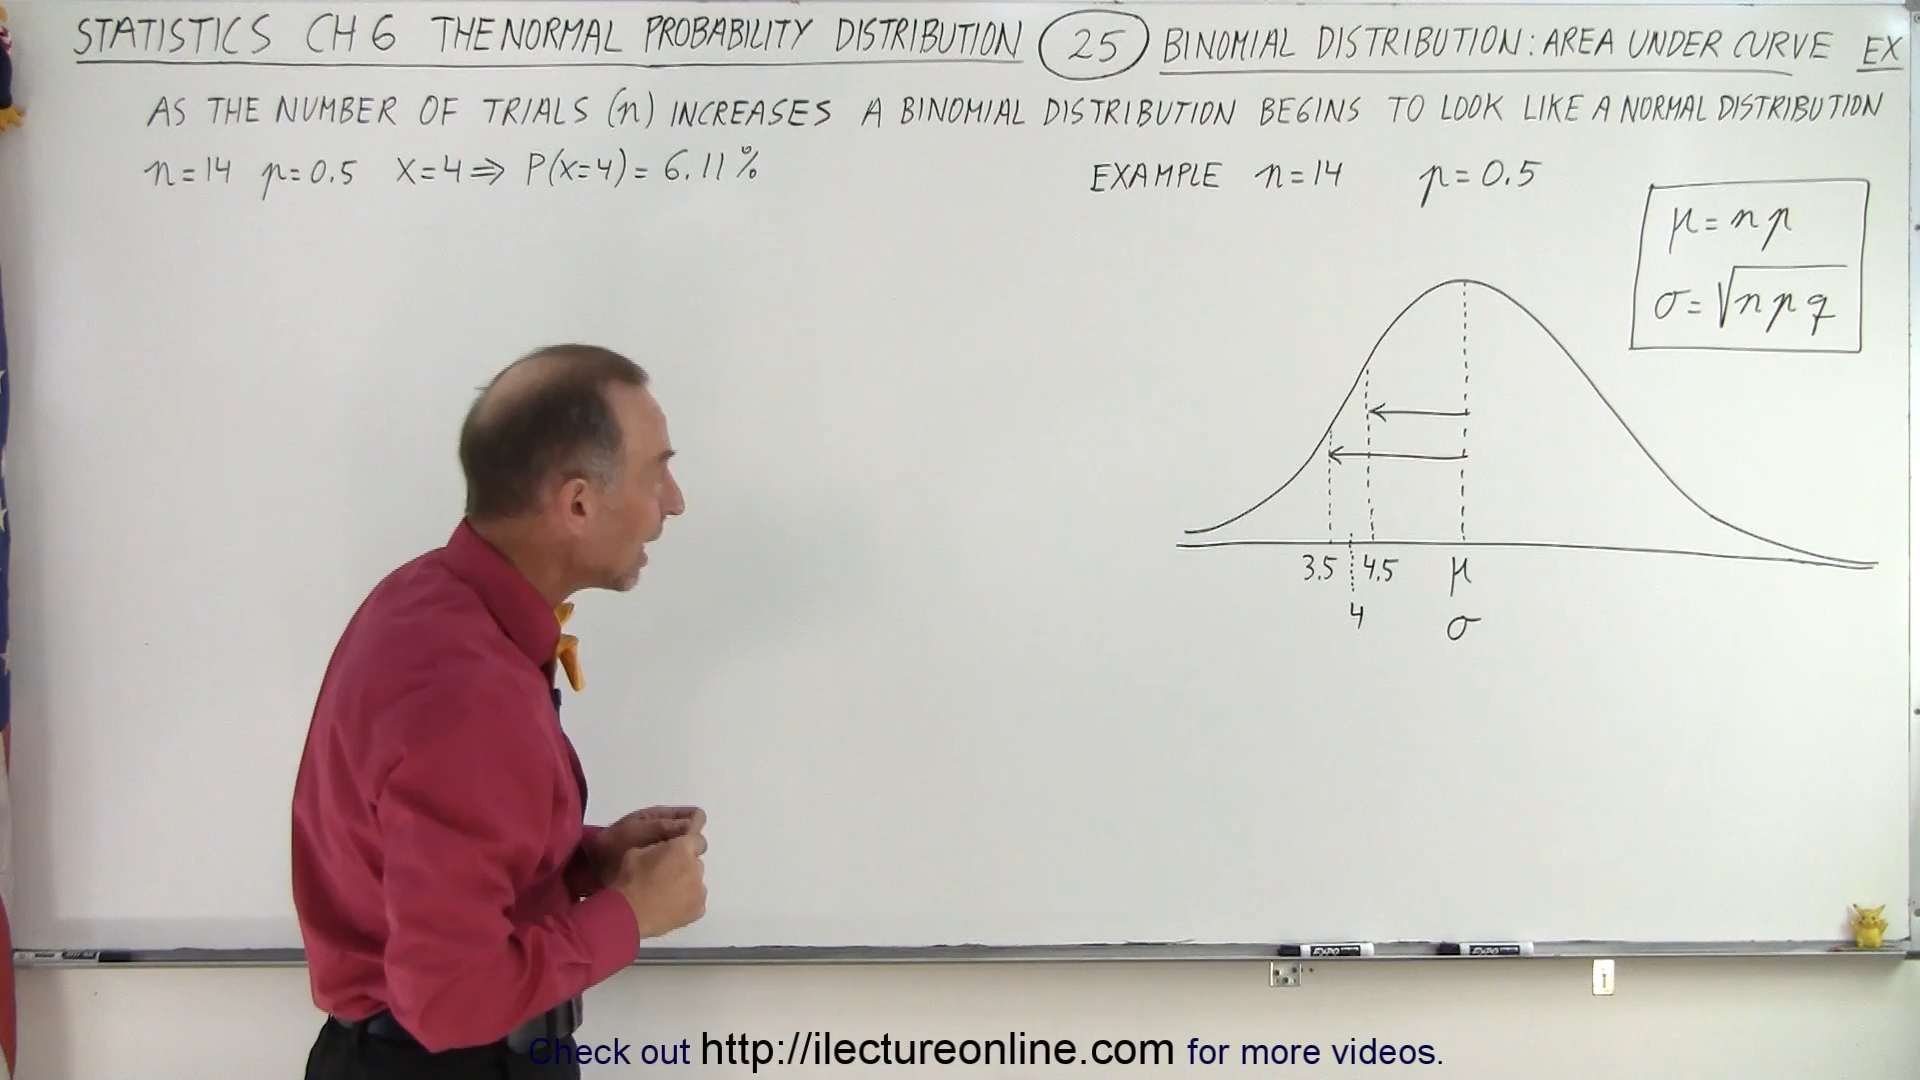 STATISTICS CH 6 THE NORMAL PROBABILITY DISTRIBUTION (25) BINOMIAL DISTRIBUTION: AREA UNDER CURVE EX
AS THE NUMBER OF TRIALS (n) INCREASES A BINOMIAL DISTRIBUTION BEGINS TO LOOK LIKE A NORMAL DISTRIBUTION
n=14 p=0.5 X=4 ⇒ P(X=4) = 6.11%
EXAMPLE n=14 p=0.5
μ = n p
σ = √n p q
3.5 4.5 μ
4 σ
EXPO EXPO
Check out http://ilectureonline.com for more videos.